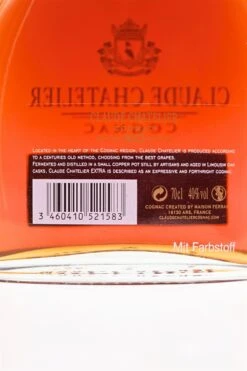 CLAUDE CHATELIER
COGNAC
LOCATED IN THE HEART OF THE COGNAC REGION, CLAUDE CHATELIER IS PRODUCED ACCORDING
TO A CENTURIES OLD METHOD, CHOOSING FROM THE BEST GRAPES.
FERMENTED AND DISTILLED IN A SMALL COPPER POT STILL BY ARTISANS AND AGED IN LIMOUSIN OAK
CASKS, CLAUDE CHATELIER EXTRA IS DESCRIBED AS AN EXPRESSIVE AND FORTHRIGHT COGNAC.
70cl 40%vol
3 460410 521583
COGNAC CREATED BY MAISON FERRAND
16130 ARS, FRANCE
CLAUDECHATELIERCOGNAC.COM
Mit Farbstoff